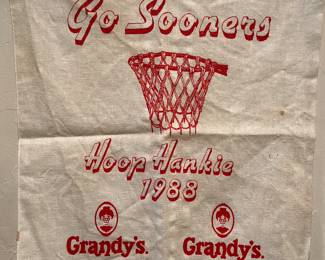 Go Sooners
Hoop Hankie
1988
Grandy's. Grandy's.